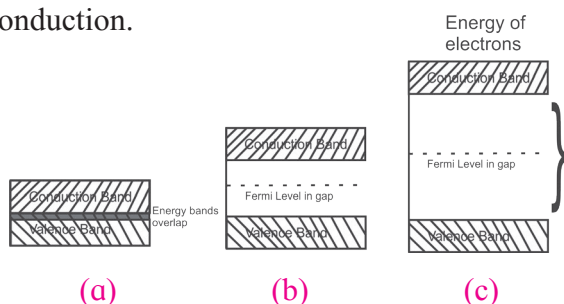 onduction.
Energy of
electrons
Conduction Band
Fermi Level in gap
Valence Band
(c)
Conduction Band
Fermi Level in gap
Valence Band
(b)
Conduction Band
Energy bands
overlap
Valence Band
(a)